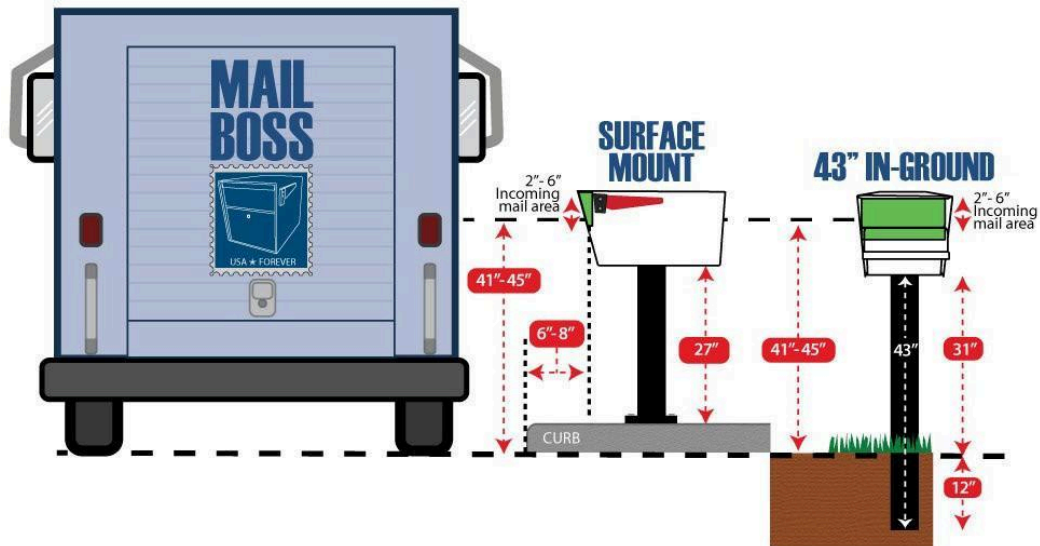 MAIL
BOSS
USA ★ FOREVER
SURFACE
MOUNT
2”- 6”
Incoming
mail area
41”-45”
6”-8”
27”
CURB
43” IN-GROUND
2”- 6”
Incoming
mail area
41”-45”
43”
31”
12”